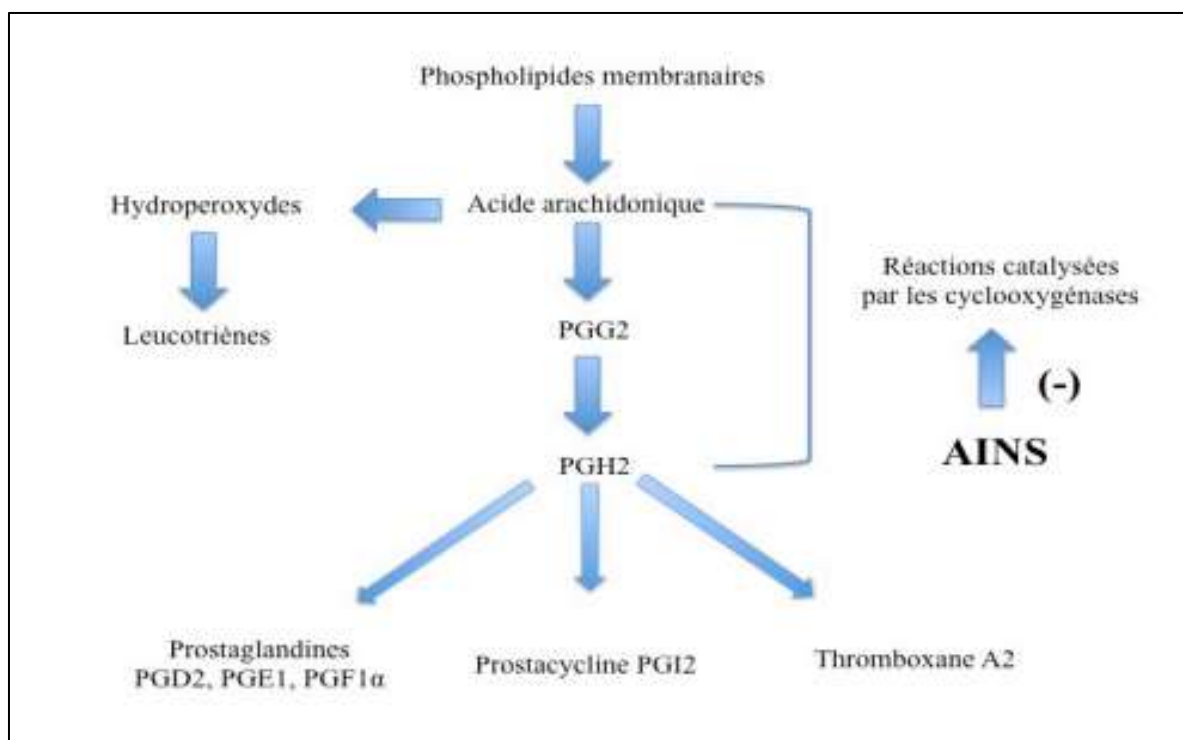 Phospholipides membranaires
Hydroperoxydes
Acide arachidonique
Réactions catalysées
par les cyclooxygénases
Leucotriènes
PGG2
(-)
AINS
PGH2
Prostaglandines
PGD2, PGE1, PGF1α
Prostacycline PGI2
Thromboxane A2